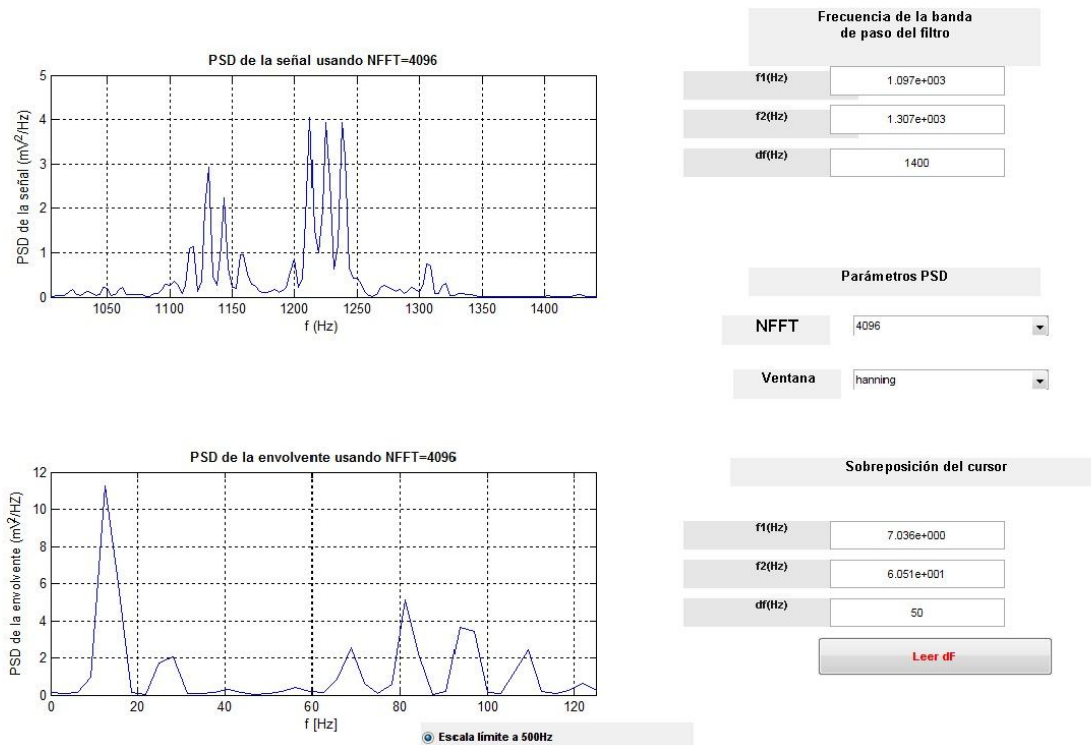 Frecuencia de la banda
de paso del filtro
f1(Hz)
1.097e+003
f2(Hz)
1.307e+003
df(Hz)
1400
PSD de la señal usando NFFT=4096
PSD de la señal (mV²/Hz)
5
4
3
2
1
0
1050 1100 1150 1200 1250 1300 1350 1400
f (Hz)
Parámetros PSD
NFFT
4096
Ventana
hanning
PSD de la envolvente usando NFFT=4096
PSD de la envolvente (mV²/HZ)
12
10
8
6
4
2
0
0 20 40 60 80 100 120
f [Hz]
Escala límite a 500Hz
Sobreposición del cursor
f1(Hz)
7.036e+000
f2(Hz)
6.051e+001
df(Hz)
50
Leer dF